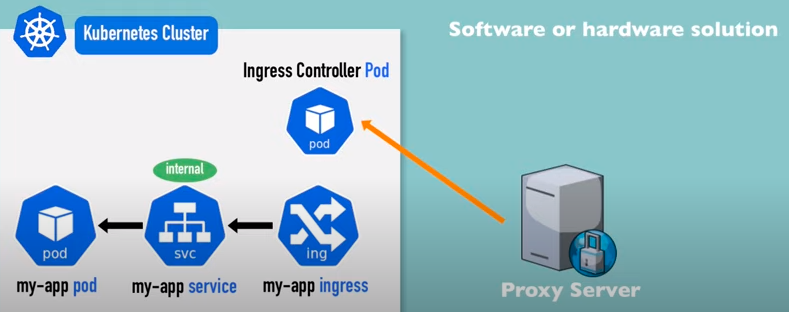 Kubernetes Cluster
Software or hardware solution
Ingress Controller Pod
pod
internal
pod
svc
ing
my-app pod
my-app service
my-app ingress
Proxy Server